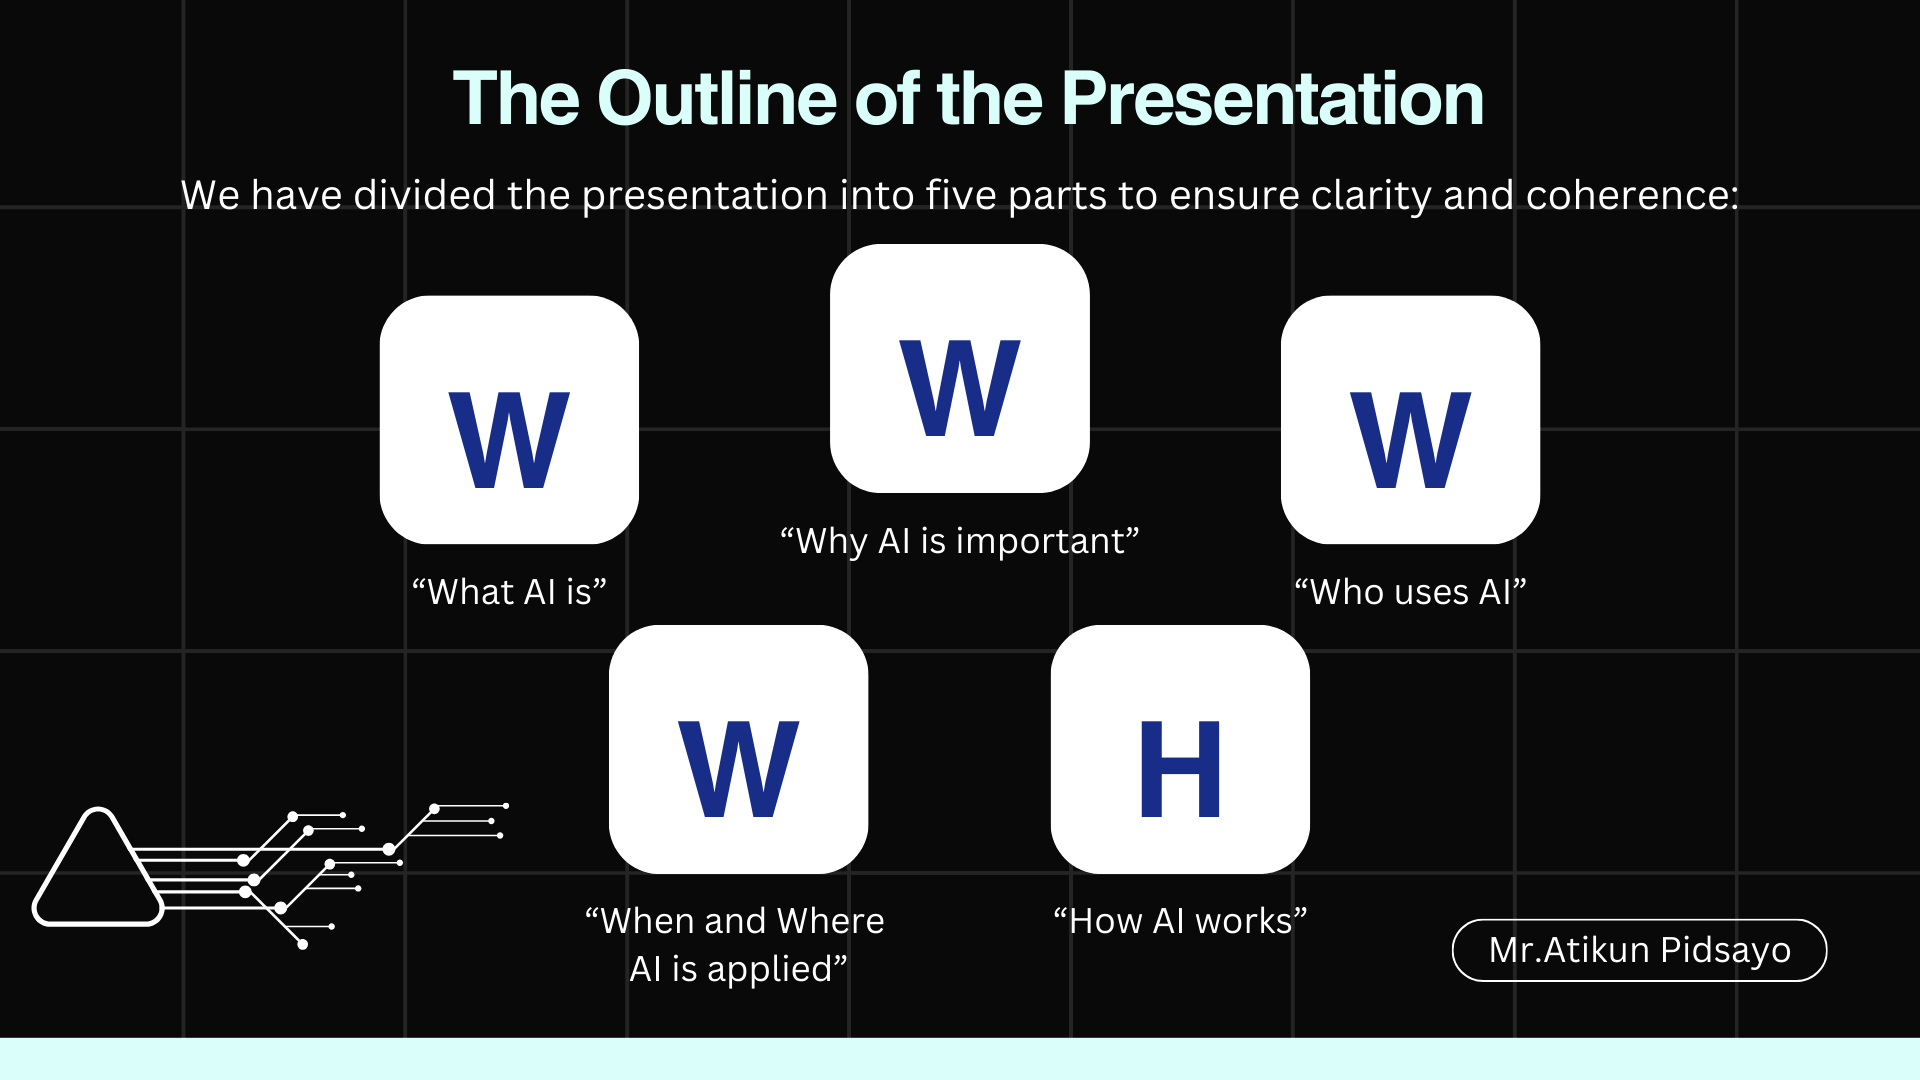 The Outline of the Presentation
We have divided the presentation into five parts to ensure clarity and coherence:
W
“What AI is”
W
“Why AI is important”
W
“Who uses AI”
W
“When and Where
AI is applied”
H
“How AI works”
Mr.Atikun Pidsayo